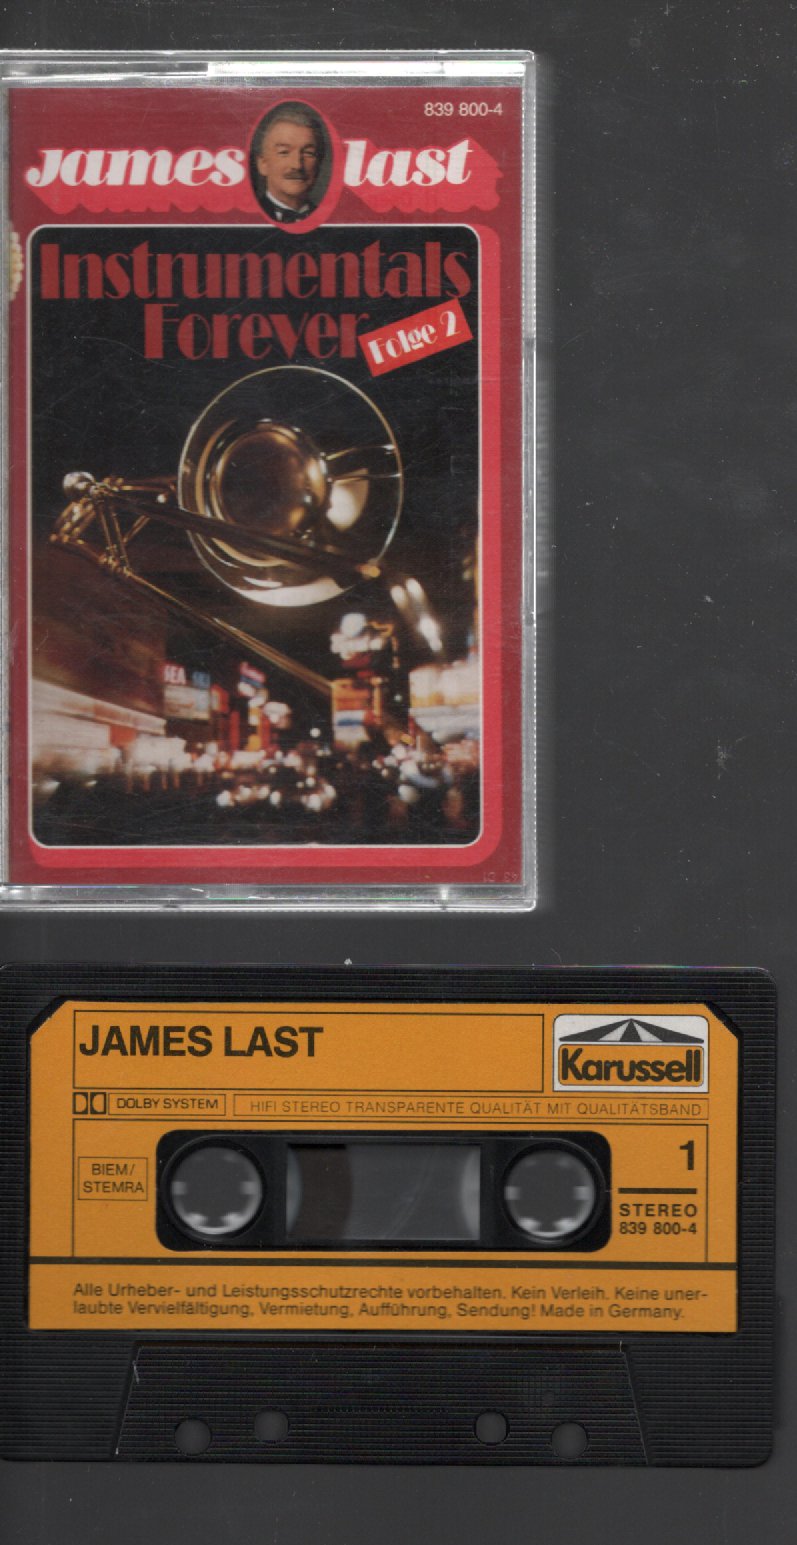 839 800-4
james last
Instrumentals
Forever
Folge 2
JAMES LAST
Karussell
DOLBY SYSTEM
HIFI STEREO TRANSPARENTE QUALITÄT MIT QUALITÄTSBAND
BIEM/
STEMRA
1
STEREO
839 800-4
Alle Urheber- und Leistungsschutzrechte vorbehalten. Kein Verleih. Keine uner-
laubte Vervielfältigung, Vermietung, Aufführung, Sendung! Made in Germany.